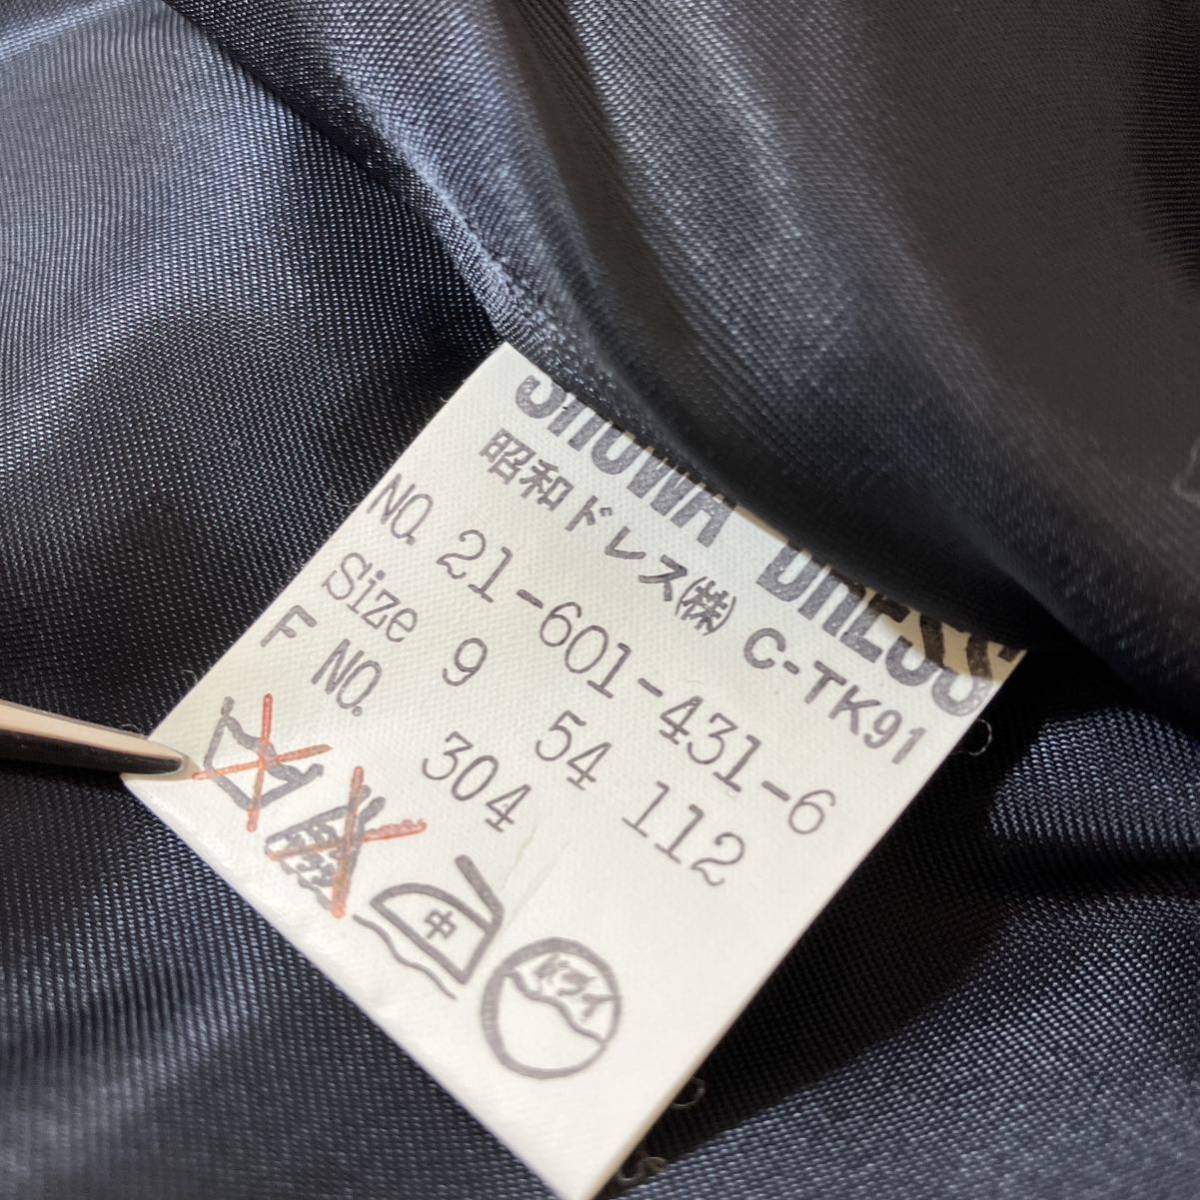 SHOWA DRESS
昭和ドレス(株) C-TK91
NO. 21-601-431-6
Size 9 54 112
F NO. 304
中
ドライ